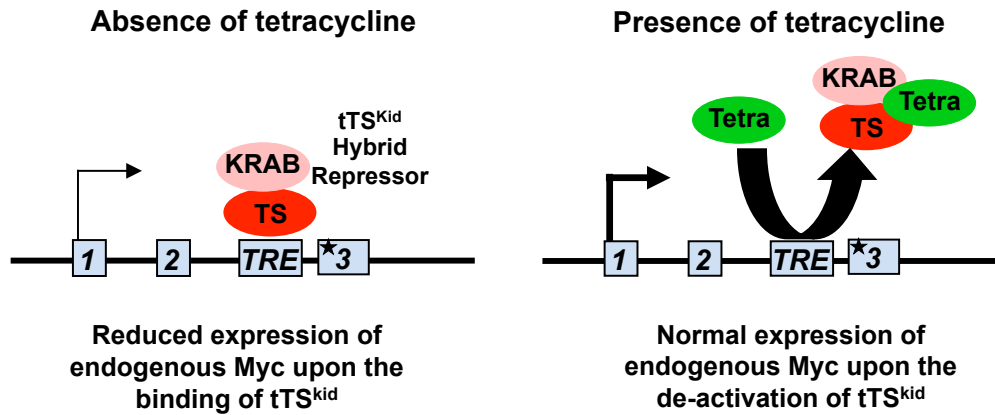 Absence of tetracycline
KRAB
TS
tTS^Kid
Hybrid
Repressor
1
2
TRE
★3
Reduced expression of
endogenous Myc upon the
binding of tTS^kid
Presence of tetracycline
KRAB
Tetra
Tetra
TS
1
2
TRE
★3
Normal expression of
endogenous Myc upon the
de-activation of tTS^kid